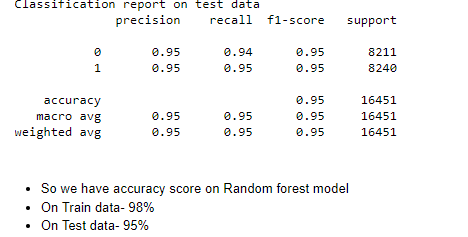 Classification report on test data
precision recall f1-score support
0 0.95 0.94 0.95 8211
1 0.95 0.95 0.95 8240
accuracy 0.95 16451
macro avg 0.95 0.95 0.95 16451
weighted avg 0.95 0.95 0.95 16451
• So we have accuracy score on Random forest model
• On Train data- 98%
• On Test data- 95%